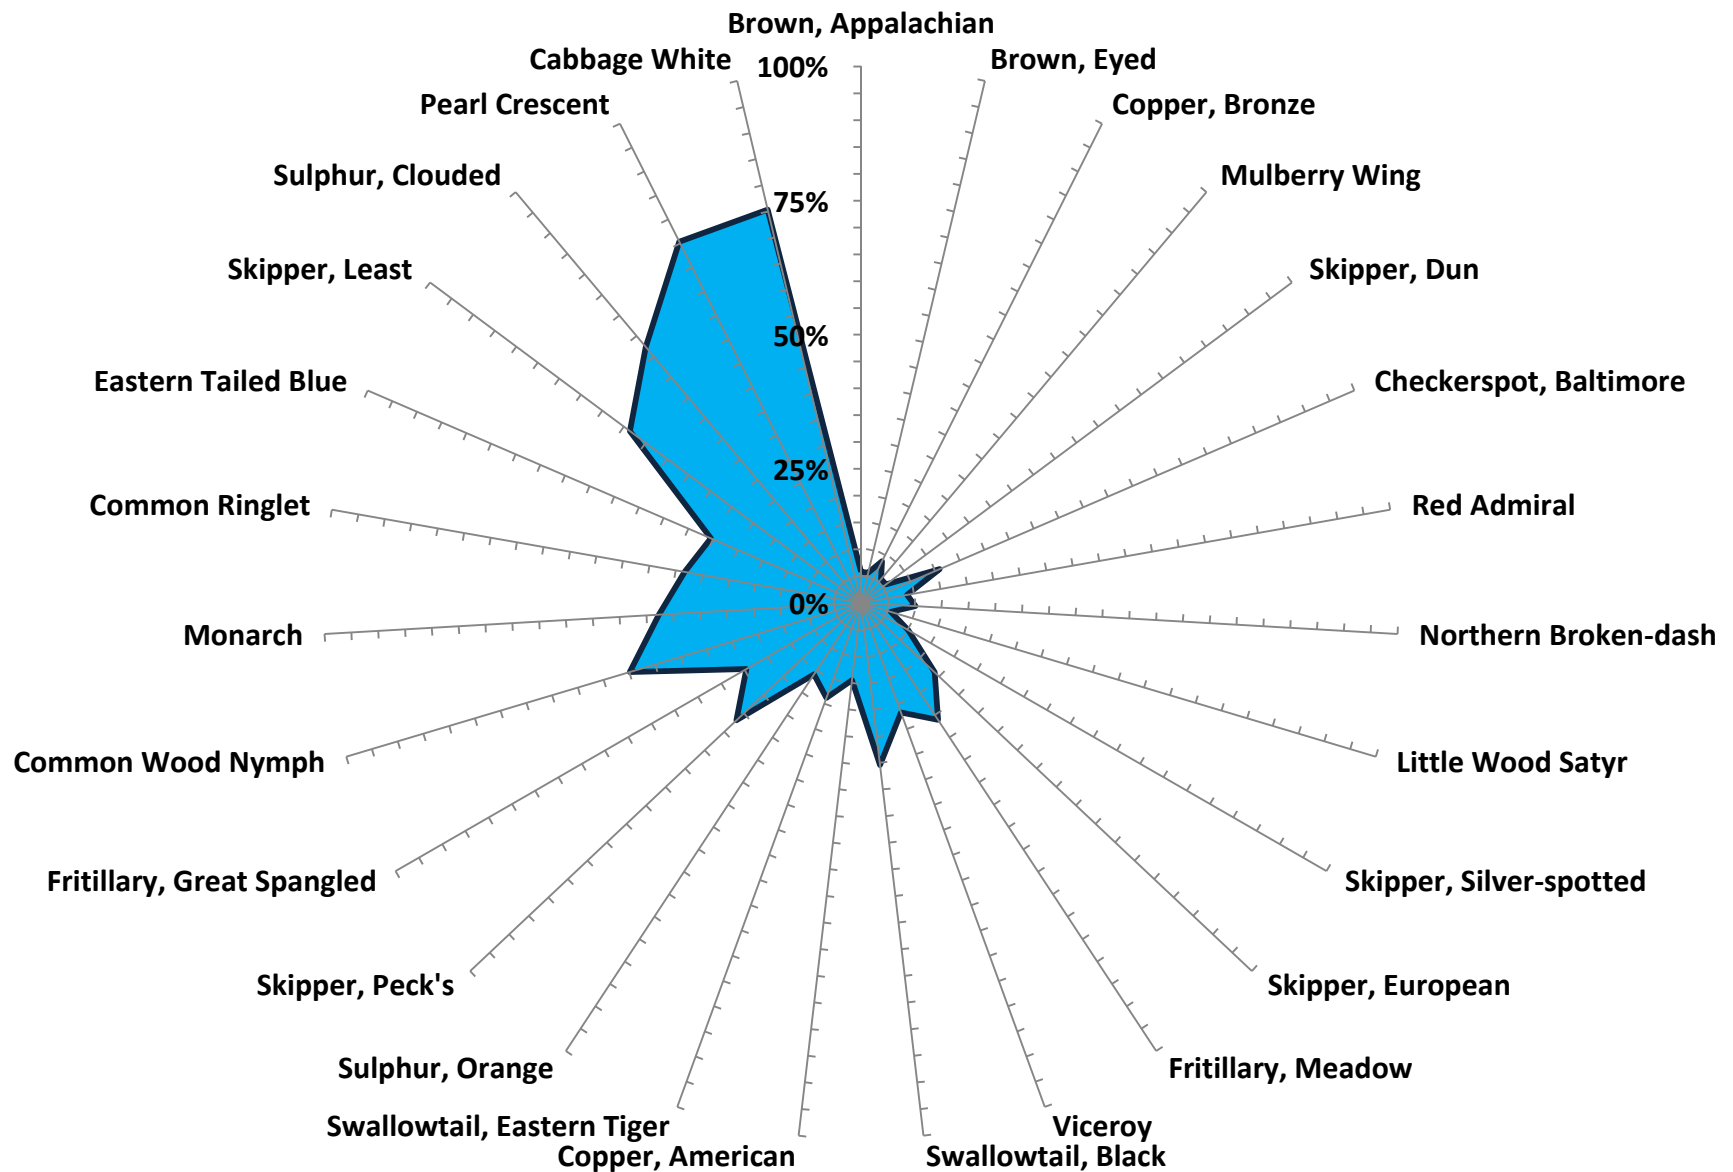 Brown, Appalachian
Cabbage White
100%
Brown, Eyed
Pearl Crescent
Copper, Bronze
Sulphur, Clouded
Mulberry Wing
75%
Skipper, Least
Skipper, Dun
50%
Eastern Tailed Blue
Checkerspot, Baltimore
25%
Common Ringlet
Red Admiral
0%
Monarch
Northern Broken-dash
Common Wood Nymph
Little Wood Satyr
Fritillary, Great Spangled
Skipper, Silver-spotted
Skipper, Peck's
Skipper, European
Sulphur, Orange
Fritillary, Meadow
Swallowtail, Eastern Tiger
Viceroy
Copper, American
Swallowtail, Black